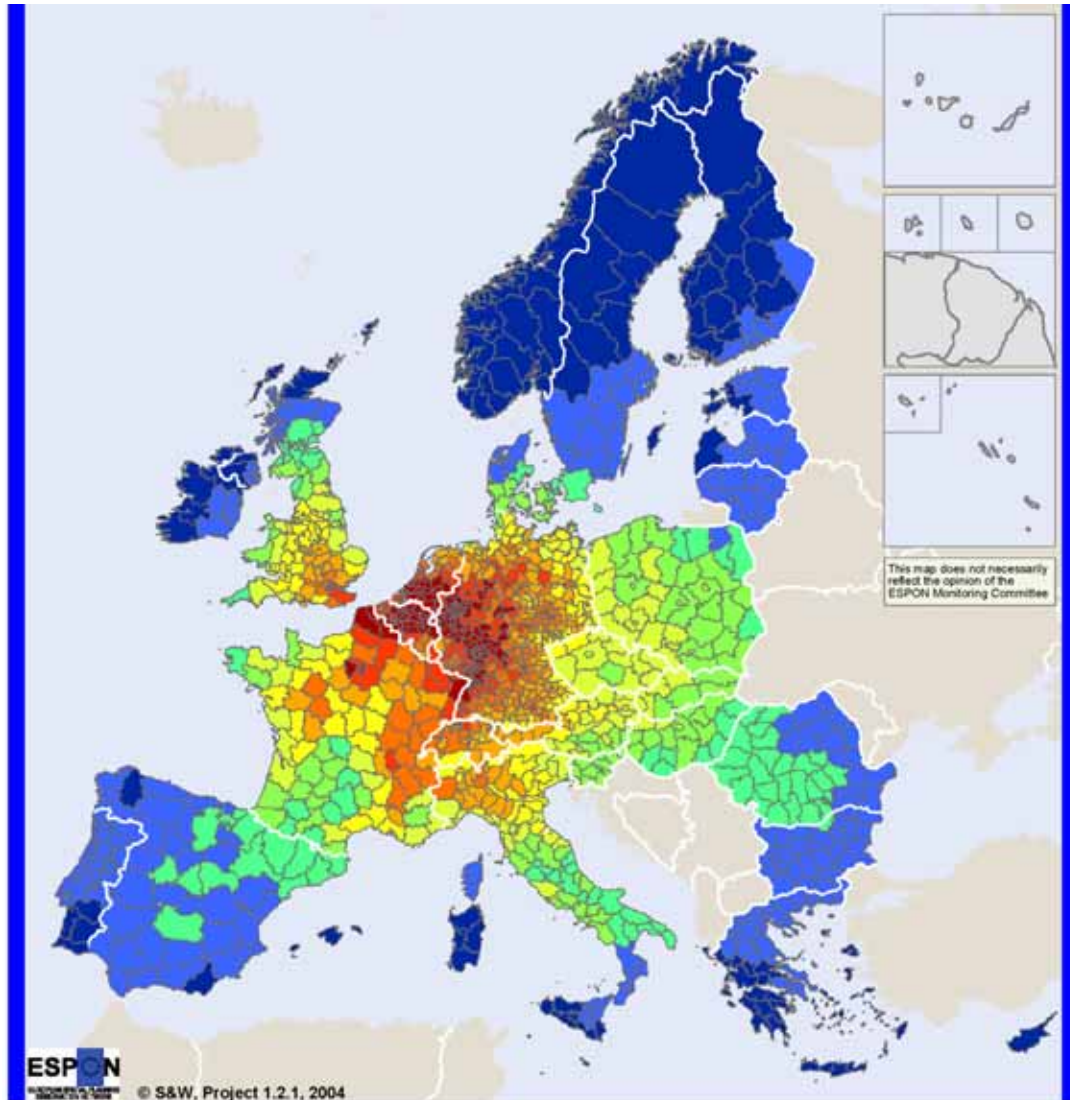 This map does not necessarily
reflect the opinion of the
ESPON Monitoring Committee
ESPON
© S&W, Project 1.2.1, 2004